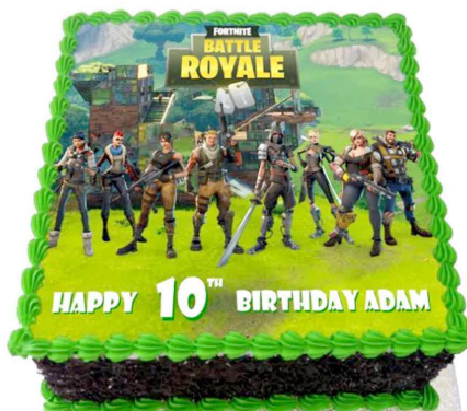 FORTNITE
BATTLE
ROYALE
HAPPY 10TH BIRTHDAY ADAM